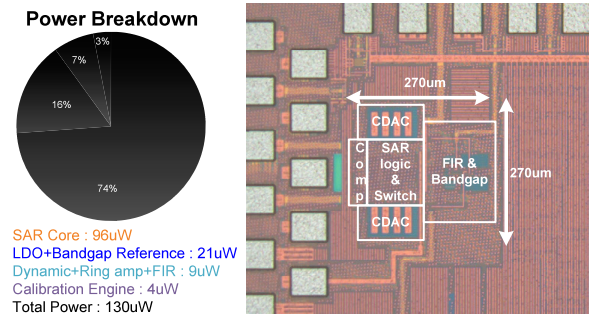 Power Breakdown
3%
7%
16%
74%
SAR Core : 96uW
LDO+Bandgap Reference : 21uW
Dynamic+Ring amp+FIR : 9uW
Calibration Engine : 4uW
Total Power : 130uW
270um
CDAC
Comp
SAR
logic
&
Switch
FIR &
Bandgap
270um
CDAC